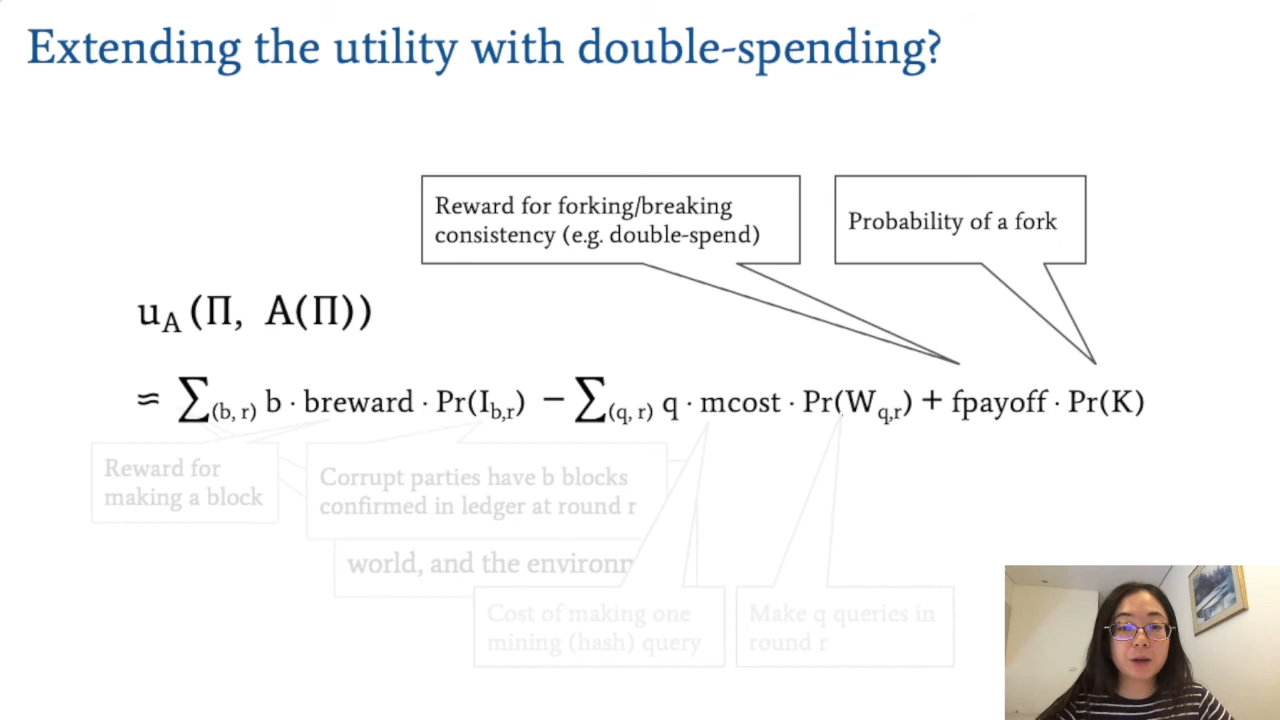 Extending the utility with double-spending?
Reward for forking/breaking
consistency (e.g. double-spend)
Probability of a fork
u_A (Π, A(Π))
≂ ∑_(b, r) b · breward · Pr(I_b,r) − ∑_(q, r) q · mcost · Pr(W_q,r) + fpayoff · Pr(K)
Reward for
making a block
Corrupt parties have b blocks
confirmed in ledger at round r
world, and the environm
Cost of making one
mining (hash) query
Make q queries in
round r